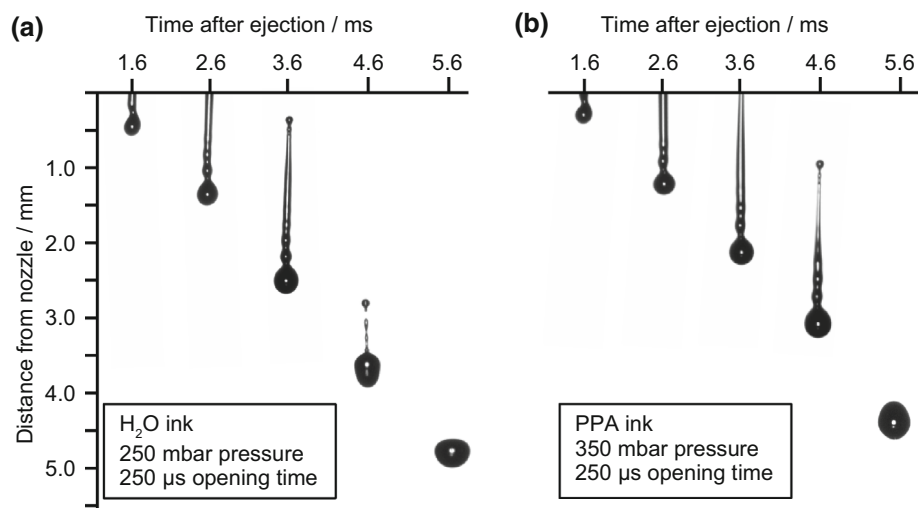 (a)
Time after ejection / ms
1.6 2.6 3.6 4.6 5.6
Distance from nozzle / mm
1.0
2.0
3.0
4.0
5.0
H₂O ink
250 mbar pressure
250 µs opening time
(b)
Time after ejection / ms
1.6 2.6 3.6 4.6 5.6
PPA ink
350 mbar pressure
250 µs opening time